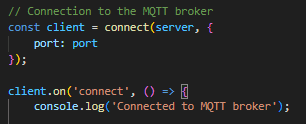 // Connection to the MQTT broker
const client = connect(server, {
    port: port
});
client.on('connect', () => {
    console.log('Connected to MQTT broker');